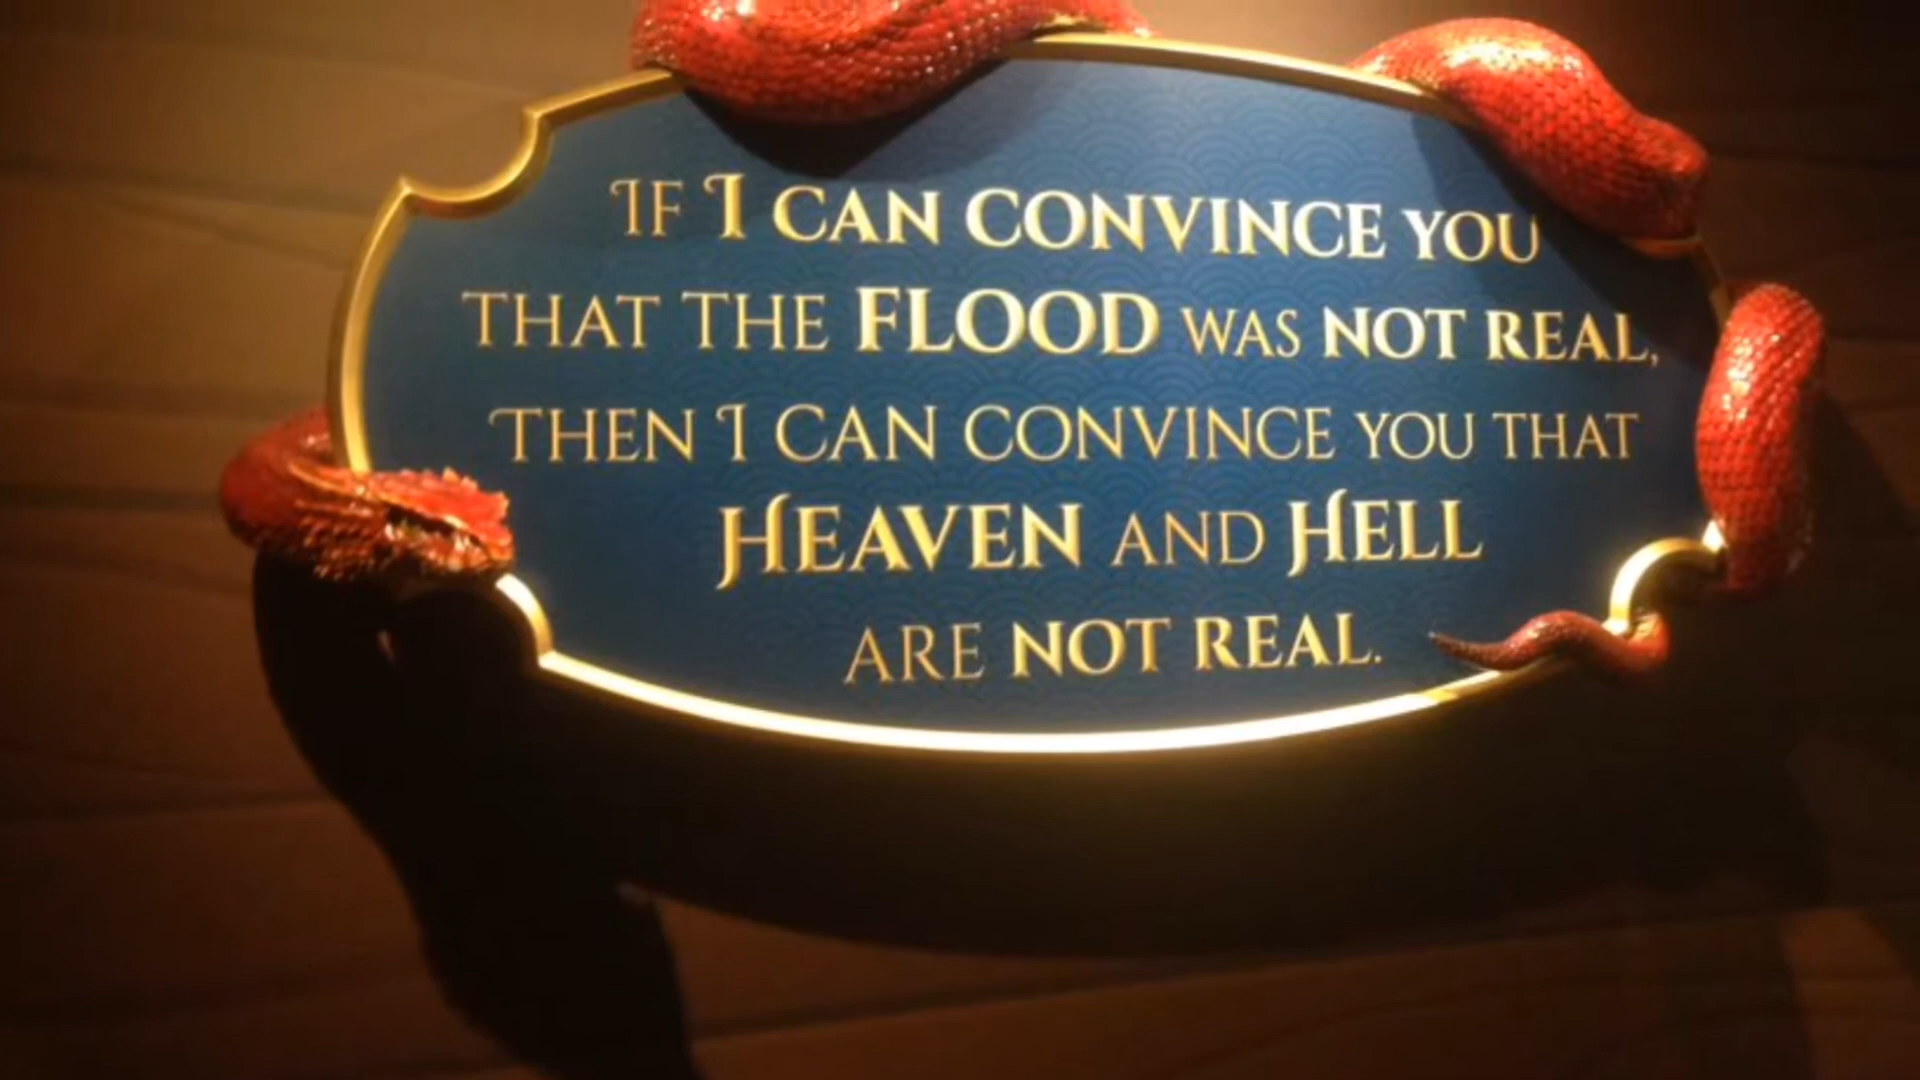 IF I CAN CONVINCE YOU
THAT THE FLOOD WAS NOT REAL,
THEN I CAN CONVINCE YOU THAT
HEAVEN AND HELL
ARE NOT REAL.